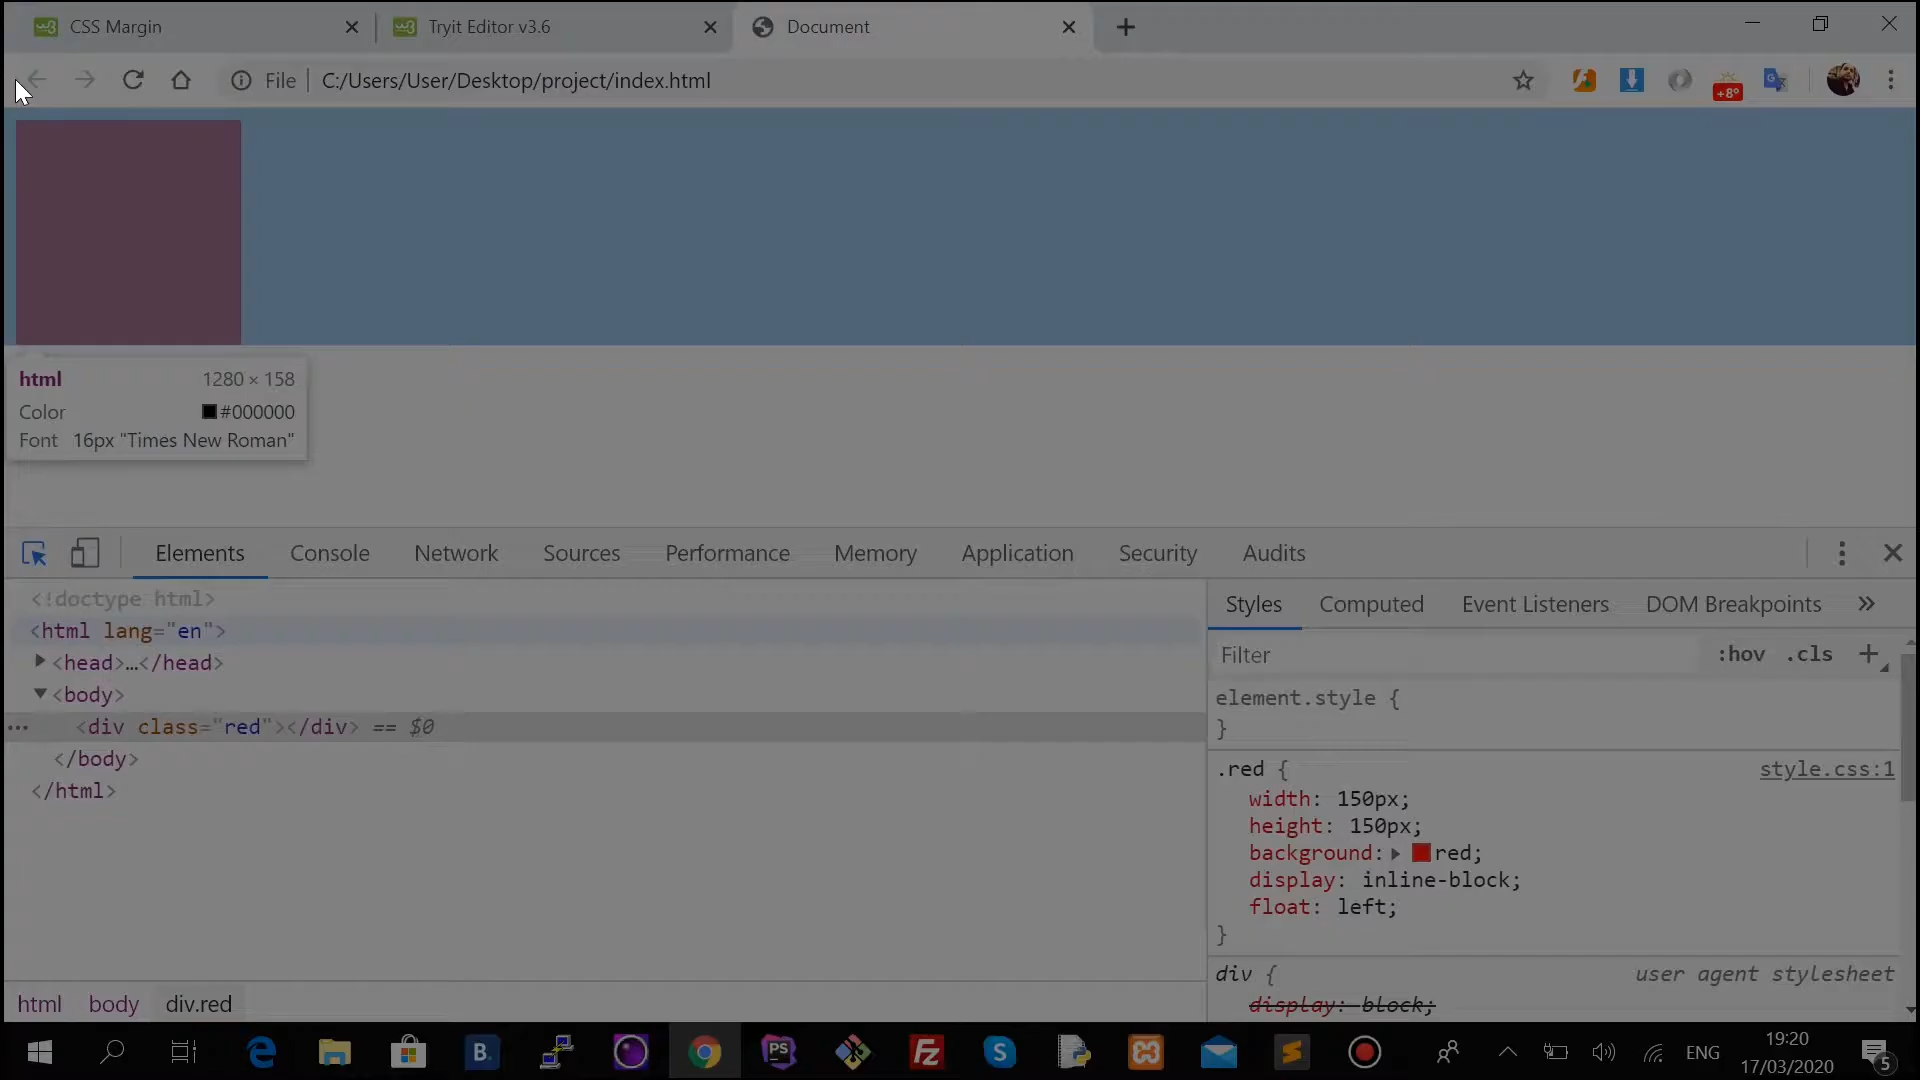 CSS Margin
Tryit Editor v3.6
Document
File
C:/Users/User/Desktop/project/index.html
+8°
html 1280 × 158
Color #000000
Font 16px "Times New Roman"
Elements Console Network Sources Performance Memory Application Security Audits
<!doctype html>
<html lang="en">
<head>…</head>
<body>
<div class="red"></div> == $0
</body>
</html>
html body div.red
Styles Computed Event Listeners DOM Breakpoints »
Filter :hov .cls +
element.style {
}
.red { style.css:1
width: 150px;
height: 150px;
background: red;
display: inline-block;
float: left;
}
div { user agent stylesheet
display: block;
B.
PS
Fz
S
ENG
19:20
17/03/2020
5